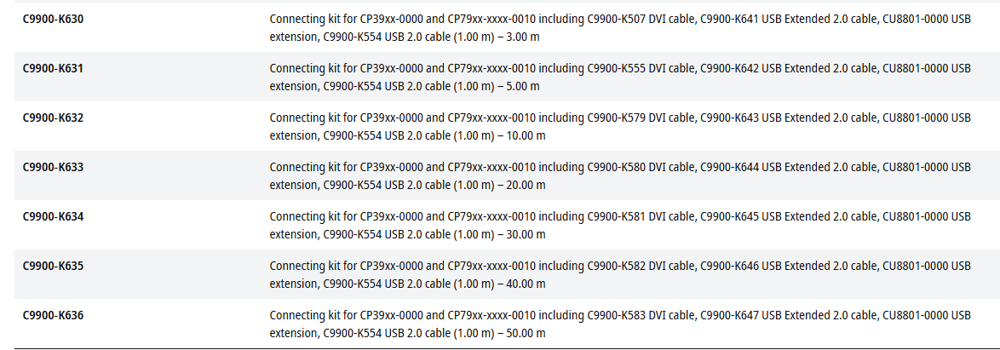 C9900-K630 Connecting kit for CP39xx-0000 and CP79xx-xxxx-0010 including C9900-K507 DVI cable, C9900-K641 USB Extended 2.0 cable, CU8801-0000 USB
extension, C9900-K554 USB 2.0 cable (1.00 m) – 3.00 m
C9900-K631 Connecting kit for CP39xx-0000 and CP79xx-xxxx-0010 including C9900-K555 DVI cable, C9900-K642 USB Extended 2.0 cable, CU8801-0000 USB
extension, C9900-K554 USB 2.0 cable (1.00 m) – 5.00 m
C9900-K632 Connecting kit for CP39xx-0000 and CP79xx-xxxx-0010 including C9900-K579 DVI cable, C9900-K643 USB Extended 2.0 cable, CU8801-0000 USB
extension, C9900-K554 USB 2.0 cable (1.00 m) – 10.00 m
C9900-K633 Connecting kit for CP39xx-0000 and CP79xx-xxxx-0010 including C9900-K580 DVI cable, C9900-K644 USB Extended 2.0 cable, CU8801-0000 USB
extension, C9900-K554 USB 2.0 cable (1.00 m) – 20.00 m
C9900-K634 Connecting kit for CP39xx-0000 and CP79xx-xxxx-0010 including C9900-K581 DVI cable, C9900-K645 USB Extended 2.0 cable, CU8801-0000 USB
extension, C9900-K554 USB 2.0 cable (1.00 m) – 30.00 m
C9900-K635 Connecting kit for CP39xx-0000 and CP79xx-xxxx-0010 including C9900-K582 DVI cable, C9900-K646 USB Extended 2.0 cable, CU8801-0000 USB
extension, C9900-K554 USB 2.0 cable (1.00 m) – 40.00 m
C9900-K636 Connecting kit for CP39xx-0000 and CP79xx-xxxx-0010 including C9900-K583 DVI cable, C9900-K647 USB Extended 2.0 cable, CU8801-0000 USB
extension, C9900-K554 USB 2.0 cable (1.00 m) – 50.00 m